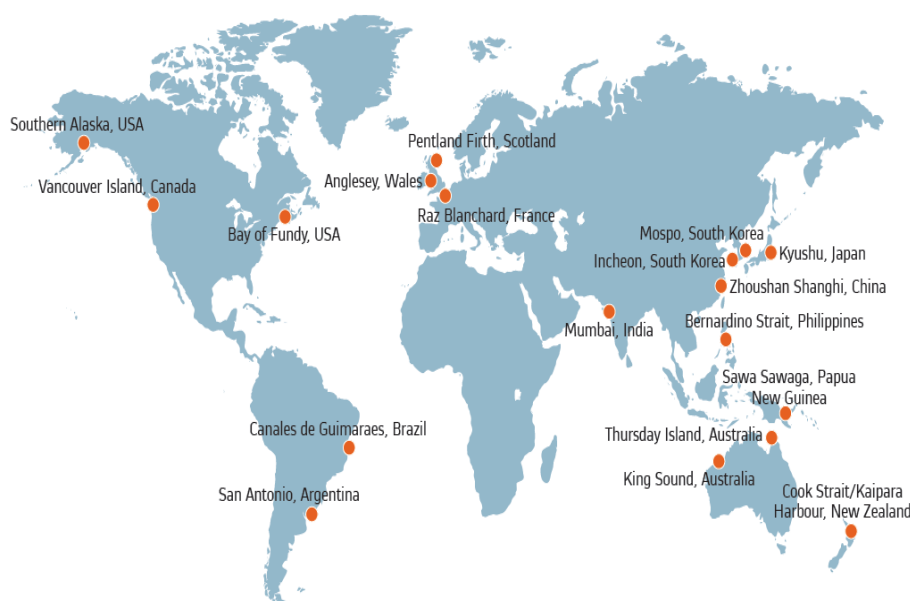 Southern Alaska, USA
Pentland Firth, Scotland
Vancouver Island, Canada
Anglesey, Wales
Raz Blanchard, France
Bay of Fundy, USA
Mospo, South Korea
Incheon, South Korea
Kyushu, Japan
Zhoushan Shanghi, China
Mumbai, India
Bernardino Strait, Philippines
Sawa Sawaga, Papua
New Guinea
Canales de Guimaraes, Brazil
Thursday Island, Australia
King Sound, Australia
San Antonio, Argentina
Cook Strait/Kaipara
Harbour, New Zealand